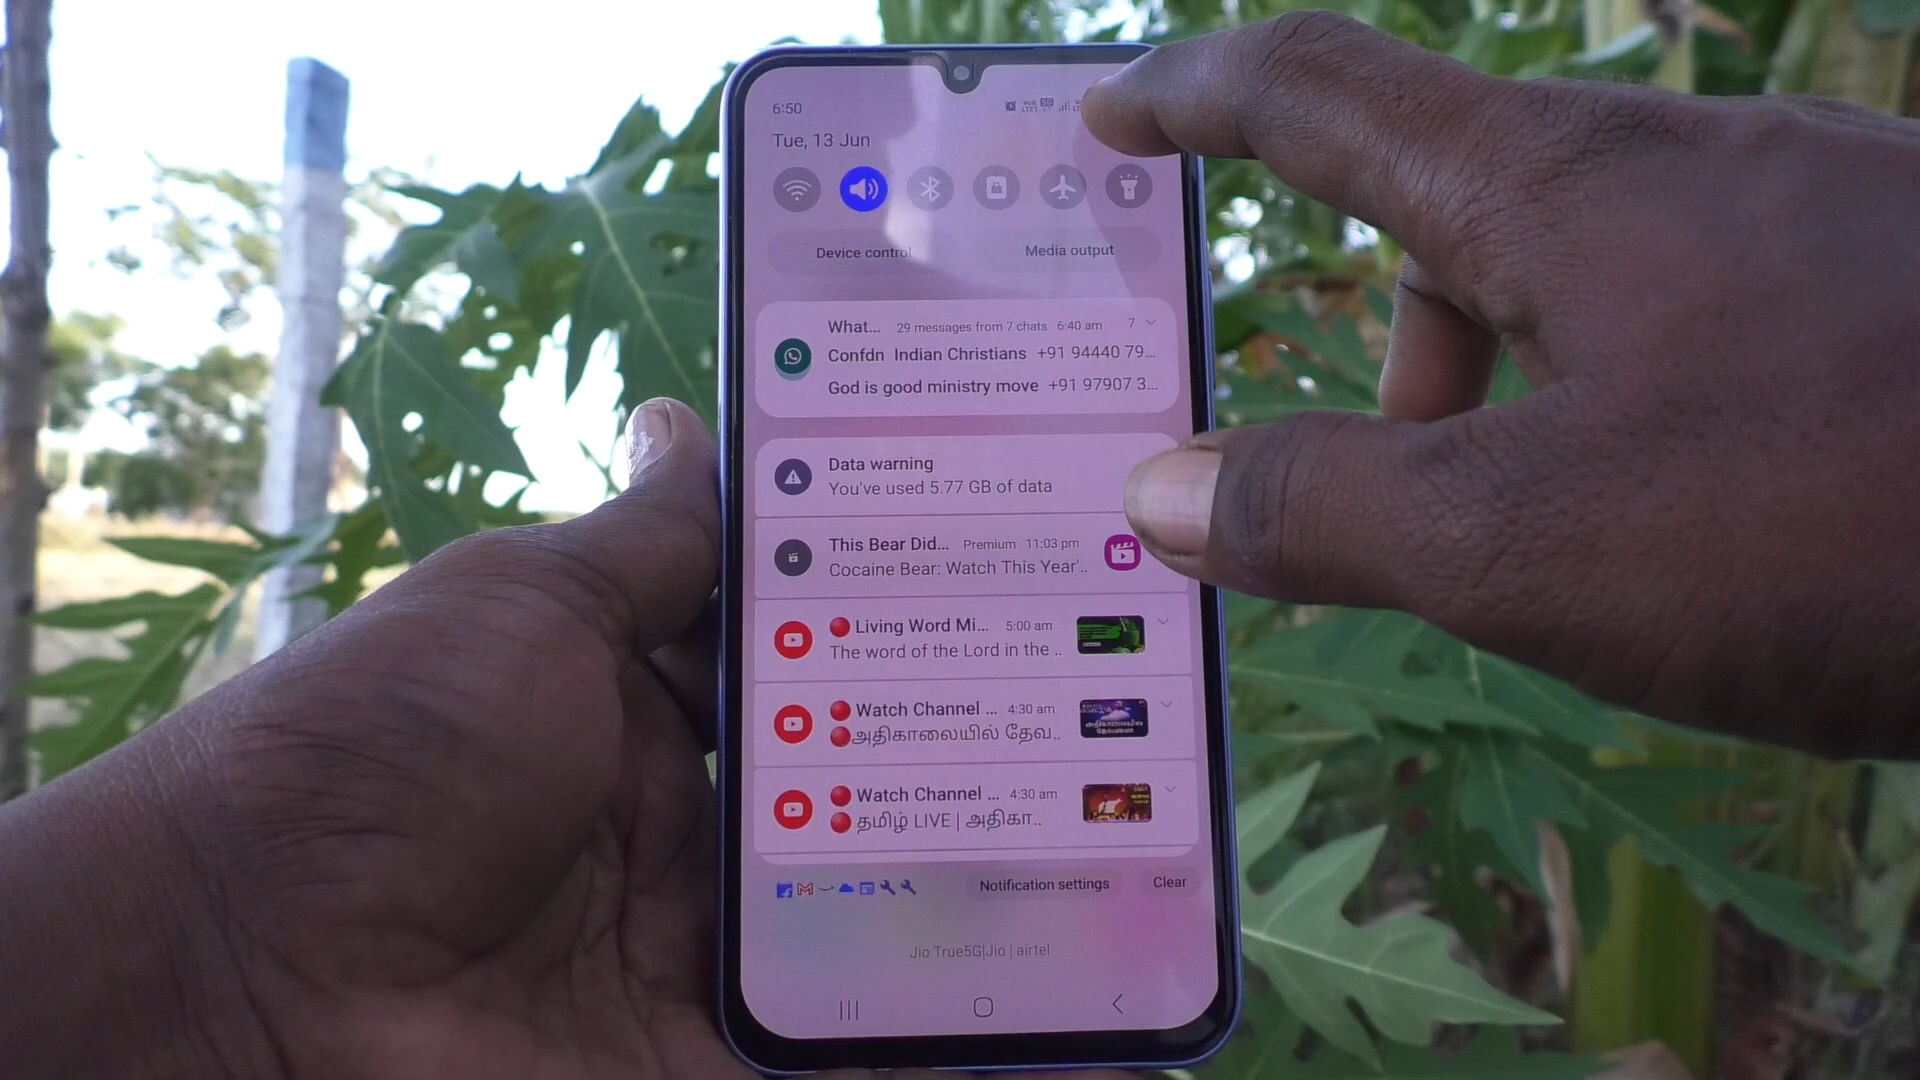 6:50
Tue, 13 Jun
Device control
Media output
What... 29 messages from 7 chats 6:40 am 7
Confdn Indian Christians +91 94440 79...
God is good ministry move +91 97907 3...
Data warning
You've used 5.77 GB of data
This Bear Did... Premium 11:03 pm
Cocaine Bear: Watch This Year'..
Living Word Mi... 5:00 am
The word of the Lord in the ..
Watch Channel ... 4:30 am
அதிகாலையில் தேவ..
Watch Channel ... 4:30 am
தமிழ் LIVE | அதிகா..
Notification settings
Clear
Jio True5G|Jio | airtel